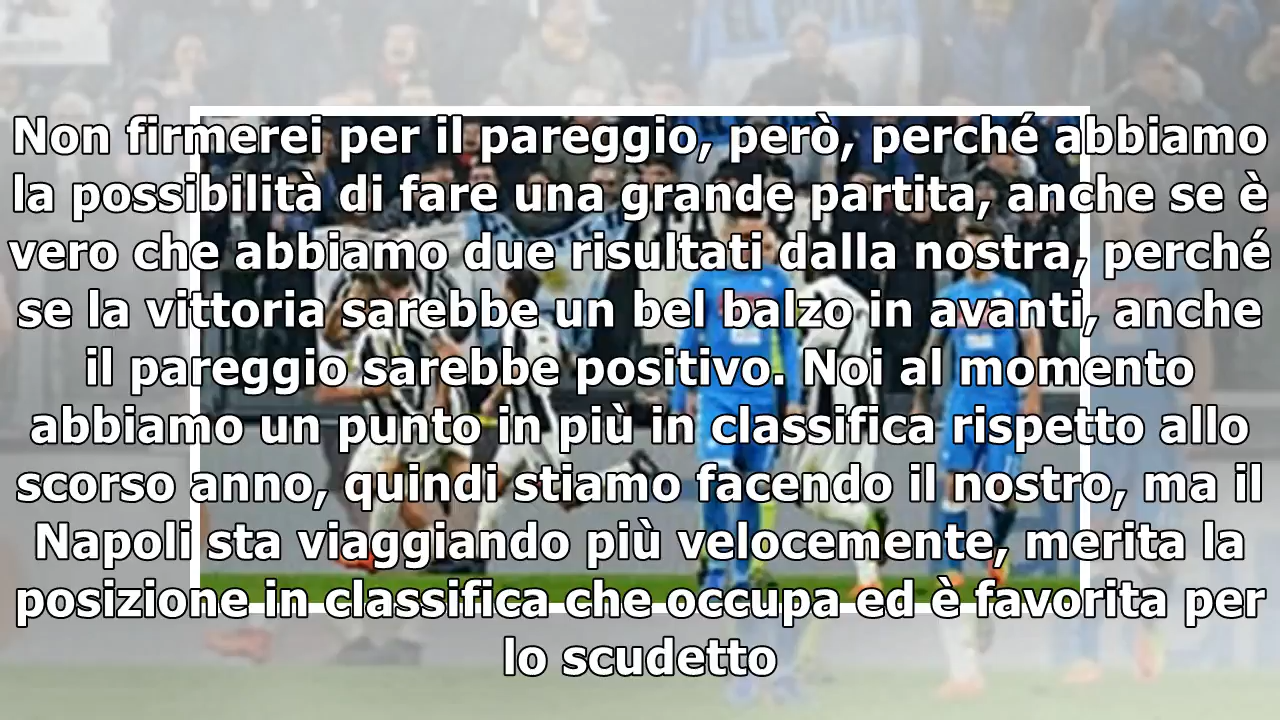 Non firmerei per il pareggio, però, perché abbiamo
la possibilità di fare una grande partita, anche se è
vero che abbiamo due risultati dalla nostra, perché
se la vittoria sarebbe un bel balzo in avanti, anche
il pareggio sarebbe positivo. Noi al momento
abbiamo un punto in più in classifica rispetto allo
scorso anno, quindi stiamo facendo il nostro, ma il
Napoli sta viaggiando più velocemente, merita la
posizione in classifica che occupa ed è favorita per
lo scudetto